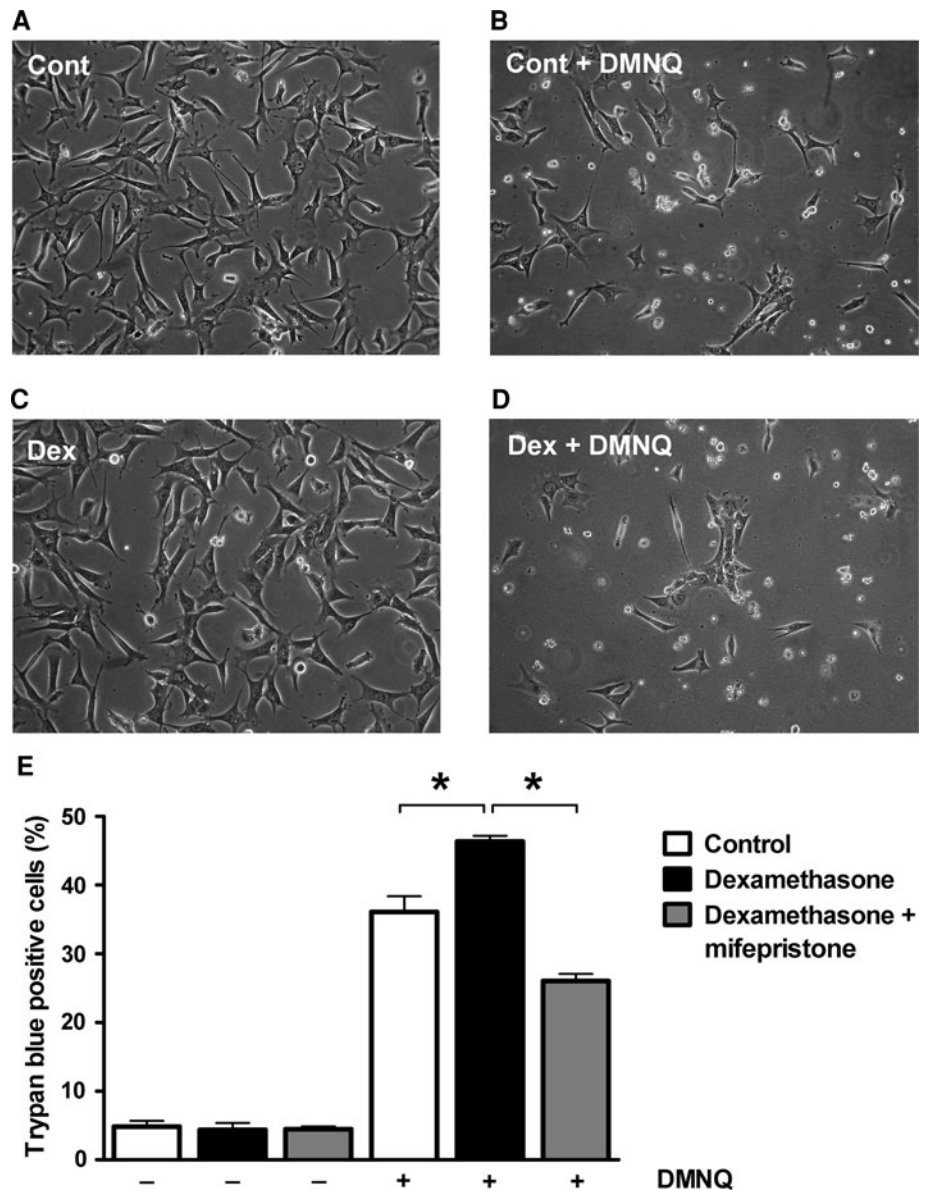 A
B
Cont
Cont + DMNQ
C
D
Dex
Dex + DMNQ
E
* *
Trypan blue positive cells (%)
50
40
30
20
10
0
Control
Dexamethasone
Dexamethasone +
mifepristone
– – – + + + DMNQ